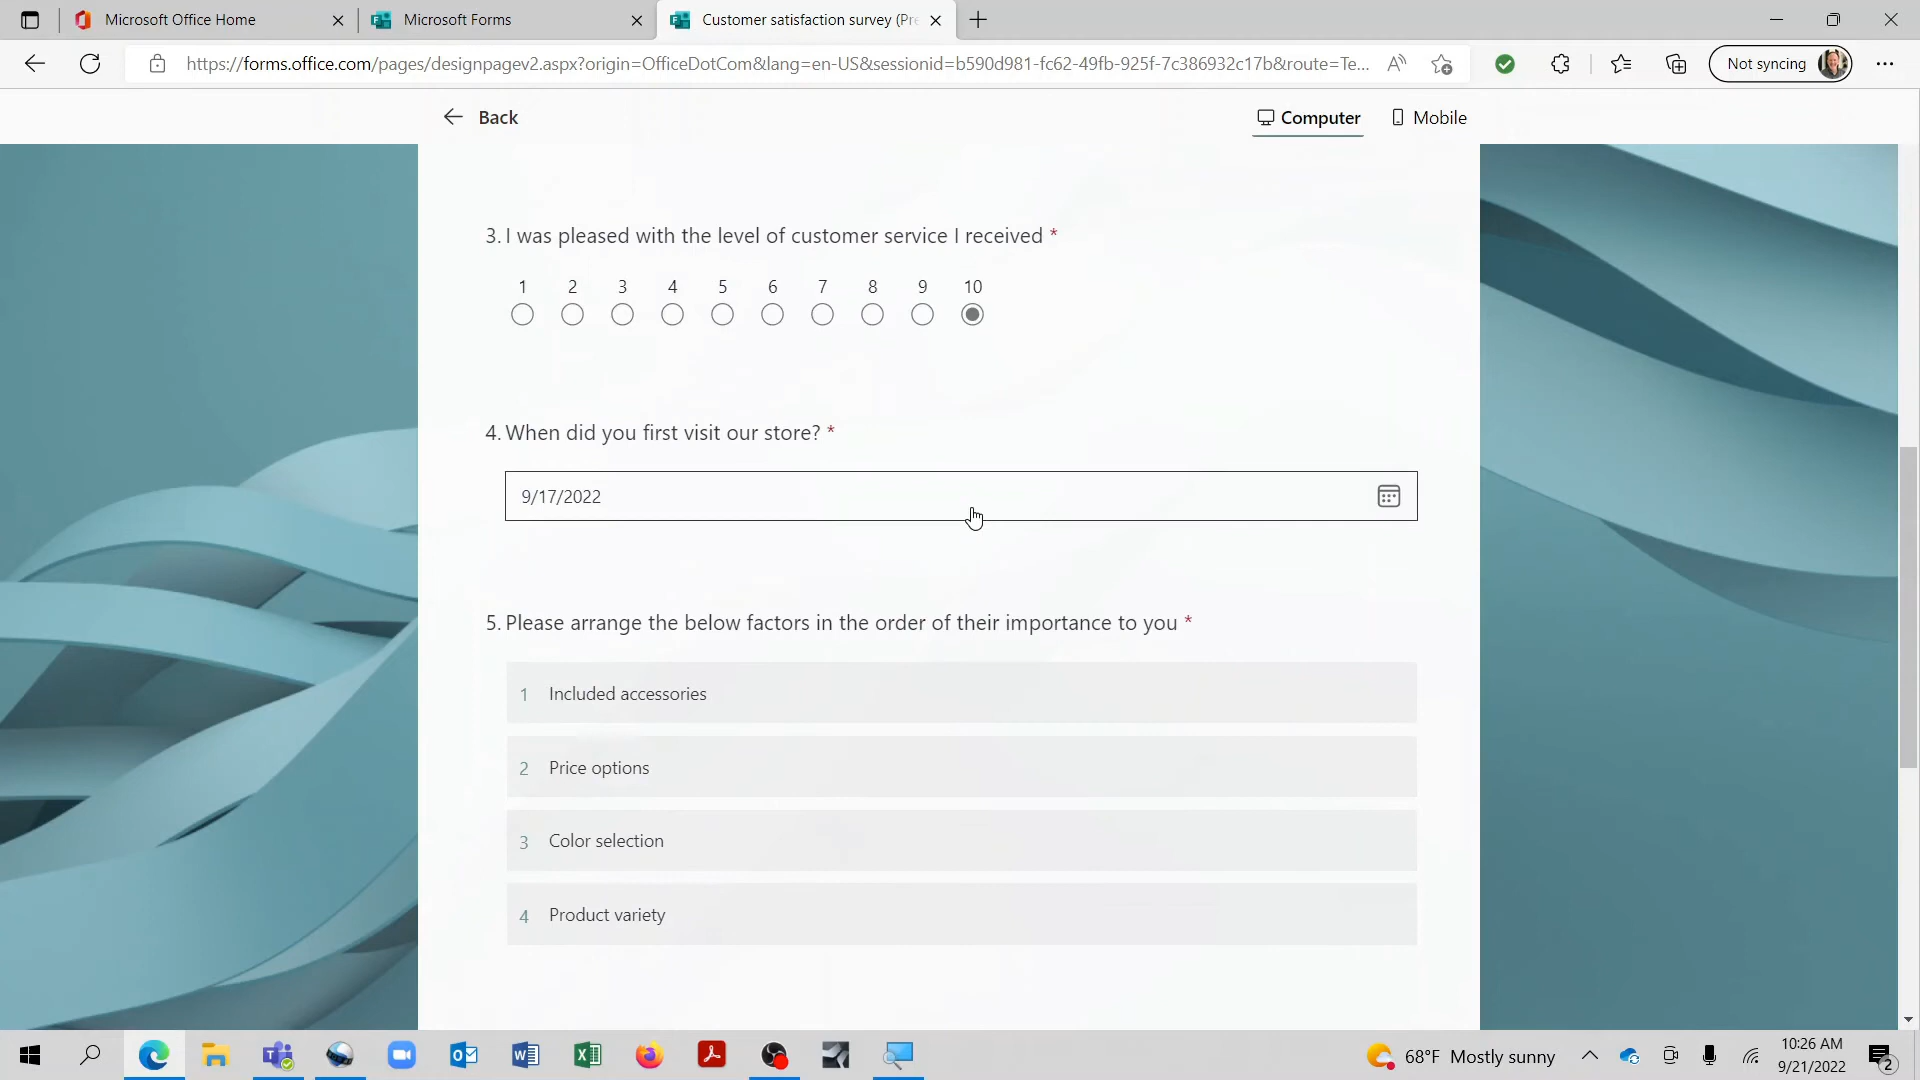 Microsoft Office Home
Microsoft Forms
Customer satisfaction survey (Pre
https://forms.office.com/pages/designpagev2.aspx?origin=OfficeDotCom&lang=en-US&sessionid=b590d981-fc62-49fb-925f-7c386932c17b&route=Te...
Not syncing
Back
Computer
Mobile
3. I was pleased with the level of customer service I received *
1 2 3 4 5 6 7 8 9 10
4. When did you first visit our store? *
9/17/2022
5. Please arrange the below factors in the order of their importance to you *
1 Included accessories
2 Price options
3 Color selection
4 Product variety
68°F Mostly sunny
10:26 AM
9/21/2022
2